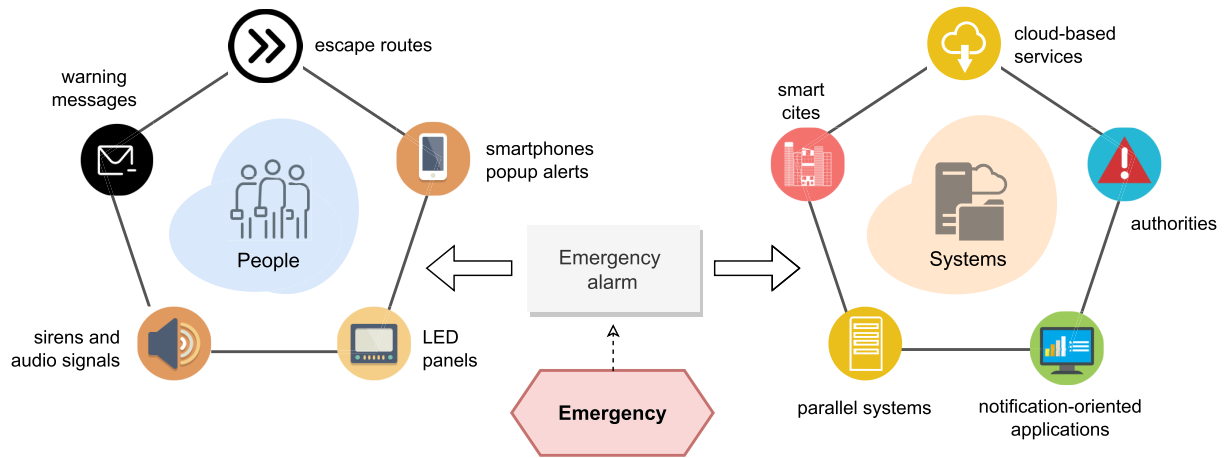 escape routes
warning
messages
smartphones
popup alerts
People
sirens and
audio signals
LED
panels
Emergency
alarm
Emergency
cloud-based
services
smart
cites
authorities
Systems
parallel systems
notification-oriented
applications